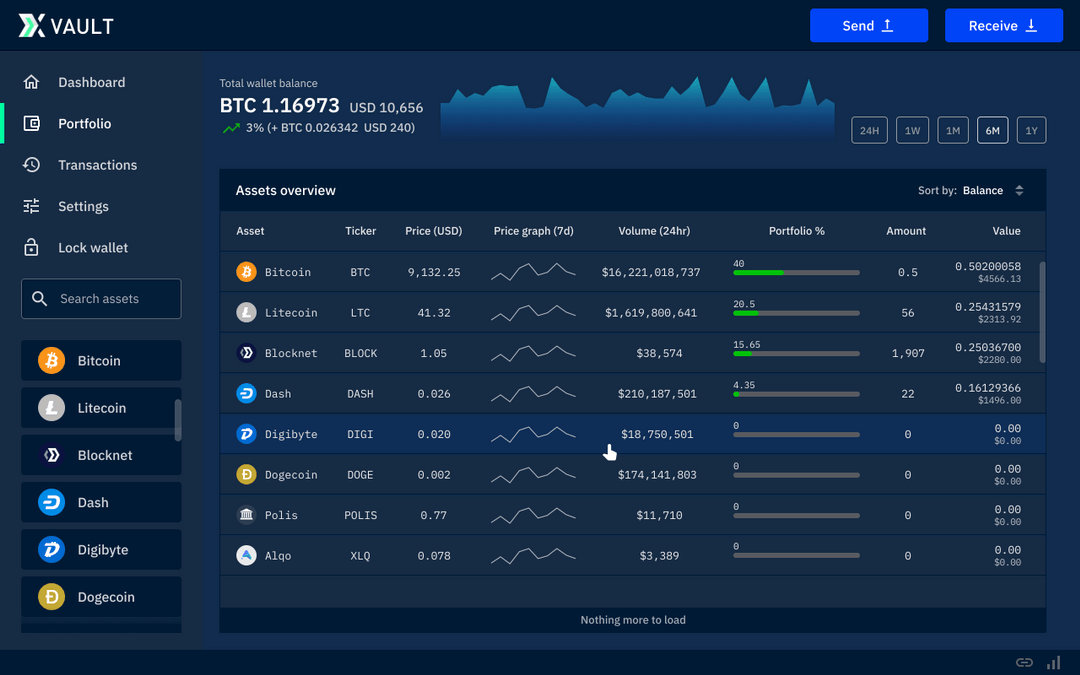 VAULT
Send
Receive
Dashboard
Portfolio
Transactions
Settings
Lock wallet
Search assets
Bitcoin
Litecoin
Blocknet
Dash
Digibyte
Dogecoin
Total wallet balance
BTC 1.16973 USD 10,656
3% (+ BTC 0.026342 USD 240)
24H 1W 1M 6M 1Y
Assets overview
Sort by: Balance
Asset Ticker Price (USD) Price graph (7d) Volume (24hr) Portfolio % Amount Value
Bitcoin BTC 9,132.25 $16,221,018,737 40 0.5 0.50200058
$4566.13
Litecoin LTC 41.32 $1,619,800,641 20.5 56 0.25431579
$2313.92
Blocknet BLOCK 1.05 $38,574 15.65 1,907 0.25036700
$2280.00
Dash DASH 0.026 $210,187,501 4.35 22 0.16129366
$1496.00
Digibyte DIGI 0.020 $18,750,501 0 0 0.00
$0.00
Dogecoin DOGE 0.002 $174,141,803 0 0 0.00
$0.00
Polis POLIS 0.77 $11,710 0 0 0.00
$0.00
Alqo XLQ 0.078 $3,389 0 0 0.00
$0.00
Nothing more to load